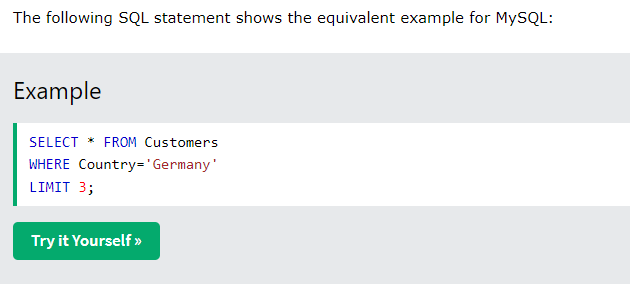 The following SQL statement shows the equivalent example for MySQL:
Example
SELECT * FROM Customers
WHERE Country='Germany'
LIMIT 3;
Try it Yourself »